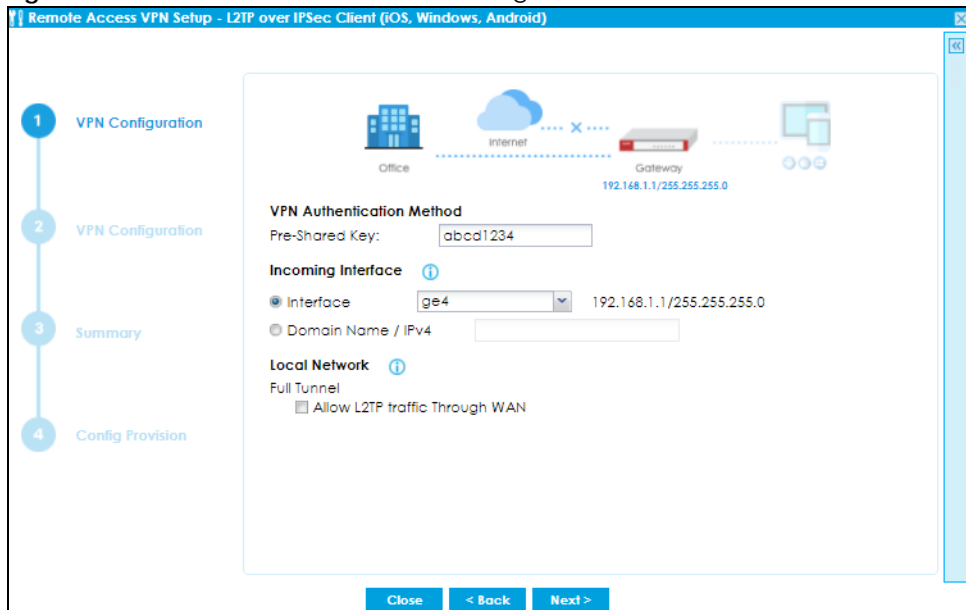 Remote Access VPN Setup - L2TP over IPSec Client (iOS, Windows, Android)
1 VPN Configuration
2 VPN Configuration
3 Summary
4 Config Provision
Office
Internet
Gateway
192.168.1.1/255.255.255.0
VPN Authentication Method
Pre-Shared Key: abcd1234
Incoming Interface
Interface ge4 192.168.1.1/255.255.255.0
Domain Name / IPv4
Local Network
Full Tunnel
Allow L2TP traffic Through WAN
Close < Back Next >